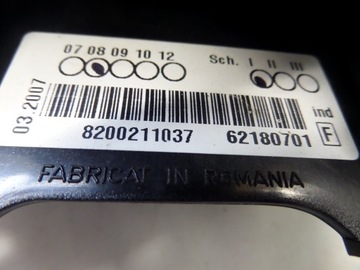 07 08 09 10 12 Sch. I II III
03.2007
ind
8200211037 62180701 F
FABRICAT IN ROMANIA